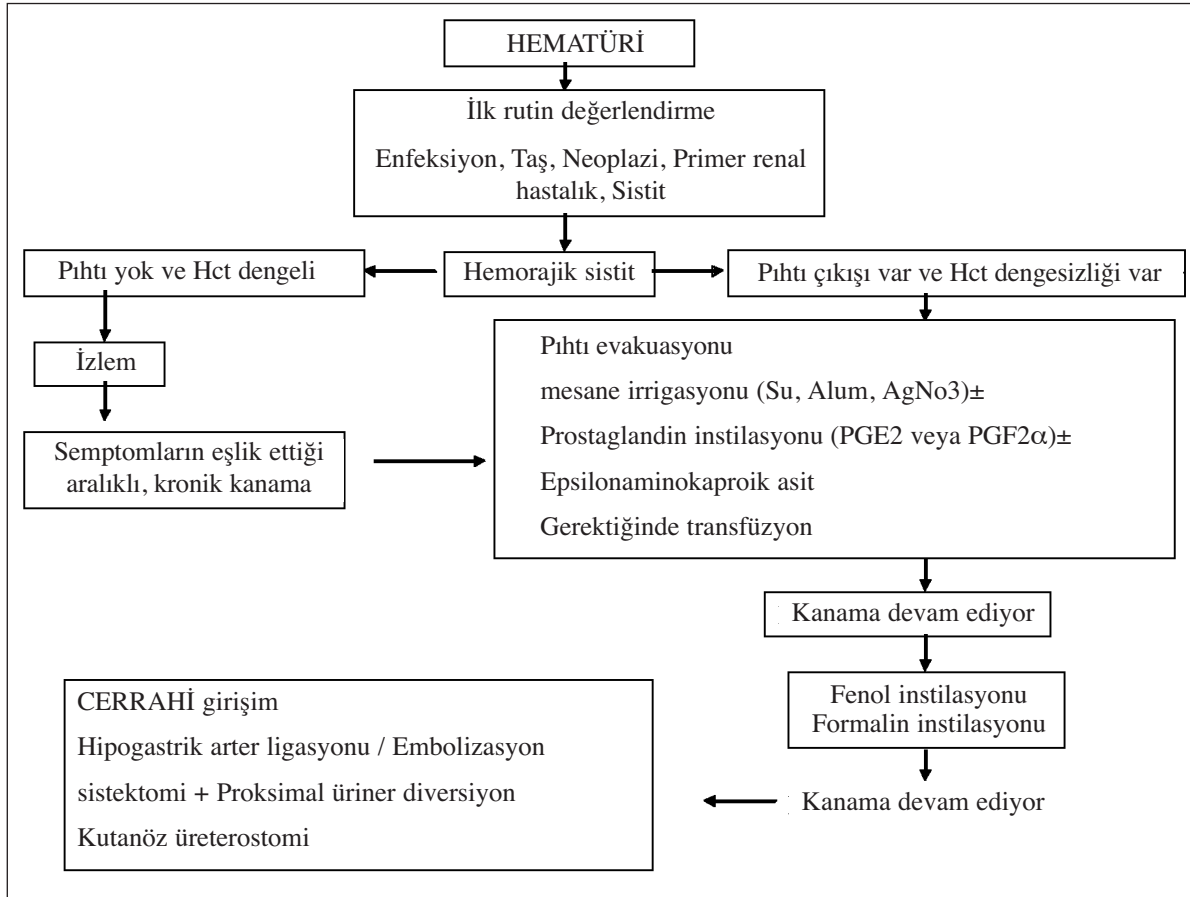 HEMATÜRİ
İlk rutin değerlendirme
Enfeksiyon, Taş, Neoplazi, Primer renal
hastalık, Sistit
Pıhtı yok ve Hct dengeli
Hemorajik sistit
Pıhtı çıkışı var ve Hct dengesizliği var
İzlem
Semptomların eşlik ettiği
aralıklı, kronik kanama
Pıhtı evakuasyonu
mesane irrigasyonu (Su, Alum, AgNo3)±
Prostaglandin instilasyonu (PGE2 veya PGF2α)±
Epsilonaminokaproik asit
Gerektiğinde transfüzyon
Kanama devam ediyor
Fenol instilasyonu
Formalin instilasyonu
Kanama devam ediyor
CERRAHİ girişim
Hipogastrik arter ligasyonu / Embolizasyon
sistektomi + Proksimal üriner diversiyon
Kutanöz üreterostomi